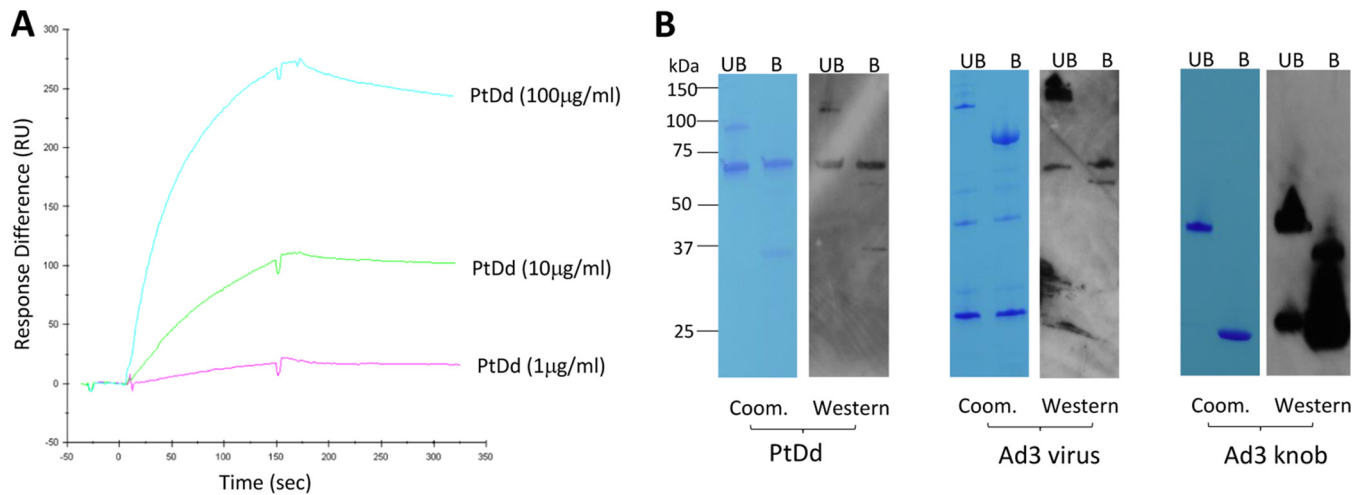 A
Response Difference (RU)
300
250
200
150
100
50
0
-50
-50 0 50 100 150 200 250 300 350
Time (sec)
PtDd (100µg/ml)
PtDd (10µg/ml)
PtDd (1µg/ml)
B
kDa
150
100
75
50
37
25
UB B UB B
Coom. Western
PtDd
UB B UB B
Coom. Western
Ad3 virus
UB B UB B
Coom. Western
Ad3 knob